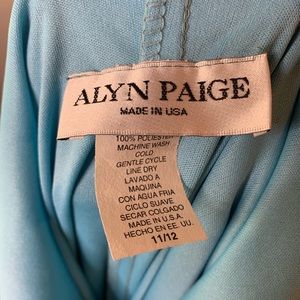 ALYN PAIGE
MADE IN USA
100% POLIESTER
MACHINE WASH
COLD
GENTLE CYCLE
LINE DRY
LAVADO A
MAQUINA
CON AGUA FRIA
CICLO SUAVE
SECAR COLGADO
MADE IN U.S.A.
HECHO EN EE. UU.
11/12